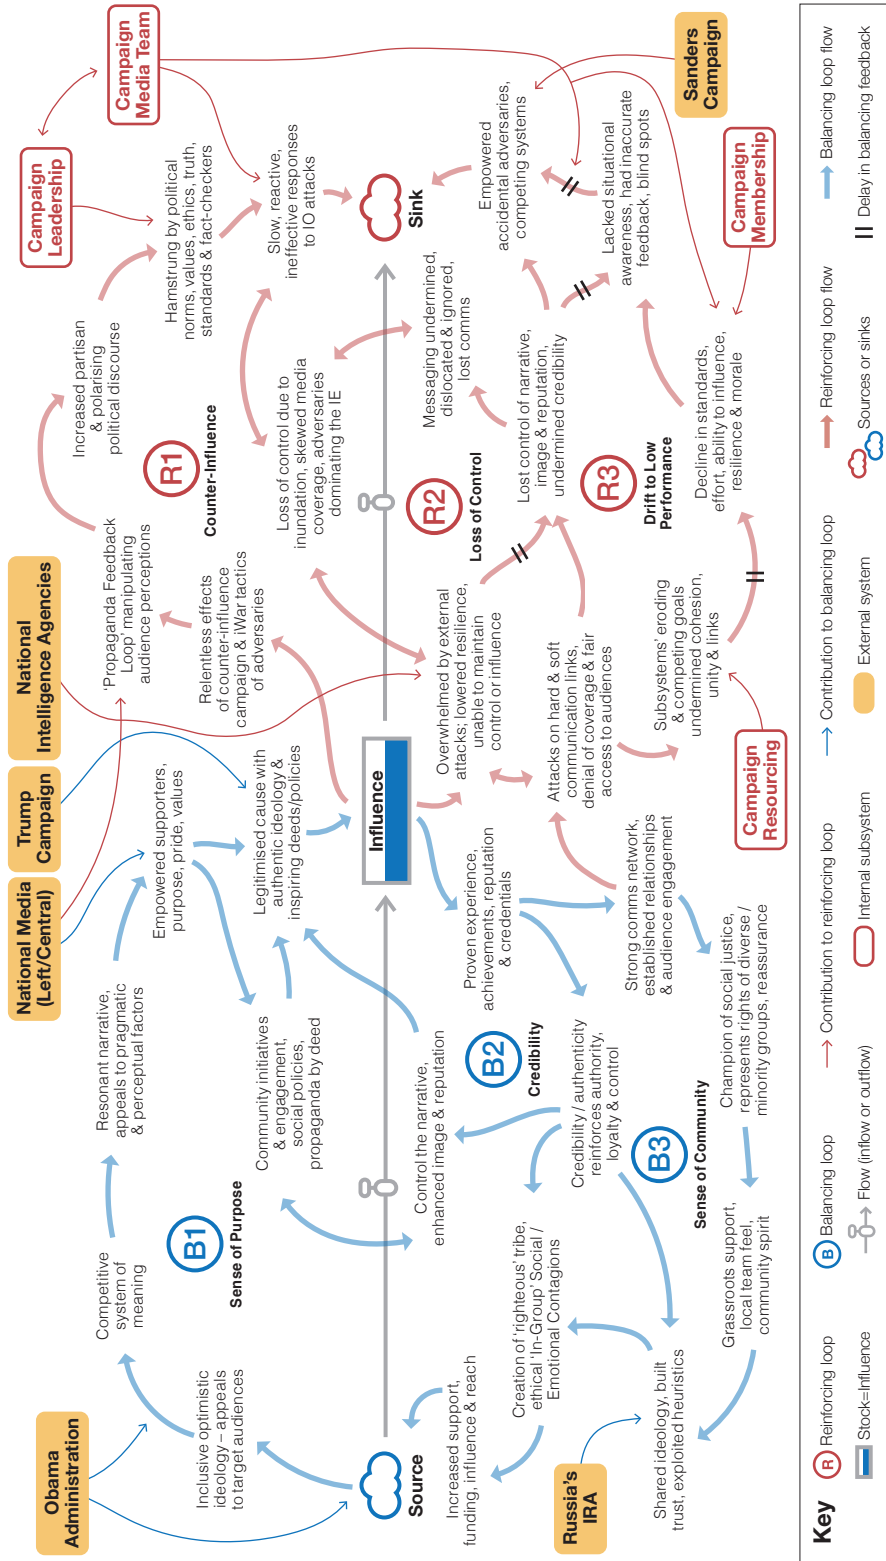 Obama
Administration
National Media
(Left/Central)
Trump
Campaign
National
Intelligence Agencies
Campaign
Leadership
Campaign
Media Team
Inclusive optimistic
ideology – appeals
to target audiences
Competitive
system of
meaning
Resonant narrative,
appeals to pragmatic
& perceptual factors
Empowered supporters,
purpose, pride, values
Legitimised cause with
authentic ideology &
inspiring deeds/policies
Community initiatives
& engagement,
social policies,
propaganda by deed
B1
Sense of Purpose
Control the narrative,
enhanced image & reputation
'Propaganda Feedback
Loop' manipulating
audience perceptions
Increased partisan
& polarising
political discourse
Hamstrung by political
norms, values, ethics, truth,
standards & fact-checkers
Slow, reactive,
ineffective responses
to IO attacks
R1
Counter-Influence
Relentless effects
of counter-influence
campaign & iWar tactics
of adversaries
Loss of control due to
inundation, skewed media
coverage, adversaries
dominating the IE
Source
Influence
Sink
Increased support,
funding, influence & reach
Creation of 'righteous' tribe,
ethical 'In-Group' Social /
Emotional Contagions
Credibility / authenticity
reinforces authority,
loyalty & control
B2
Credibility
Proven experience,
achievements, reputation
& credentials
Strong comms network,
established relationships
& audience engagement
Champion of social justice,
represents rights of diverse /
minority groups, reassurance
B3
Sense of Community
Grassroots support,
local team feel,
community spirit
Shared ideology, built
trust, exploited heuristics
Russia's
IRA
Overwhelmed by external
attacks; lowered resilience,
unable to maintain
control or influence
R2
Loss of Control
Messaging undermined,
dislocated & ignored,
lost comms
Empowered
accidental adversaries,
competing systems
Attacks on hard & soft
communication links,
denial of coverage & fair
access to audiences
Lost control of narrative,
image & reputation,
undermined credibility
R3
Drift to Low
Performance
Lacked situational
awareness, had inaccurate
feedback, blind spots
Subsystems' eroding
& competing goals
undermined cohesion,
unity & links
Decline in standards,
effort, ability to influence,
resilience & morale
Campaign
Resourcing
Campaign
Membership
Sanders
Campaign
Key
R Reinforcing loop
B Balancing loop
Contribution to reinforcing loop
Contribution to balancing loop
Reinforcing loop flow
Balancing loop flow
Stock=Influence
Flow (inflow or outflow)
Internal subsystem
External system
Sources or sinks
Delay in balancing feedback